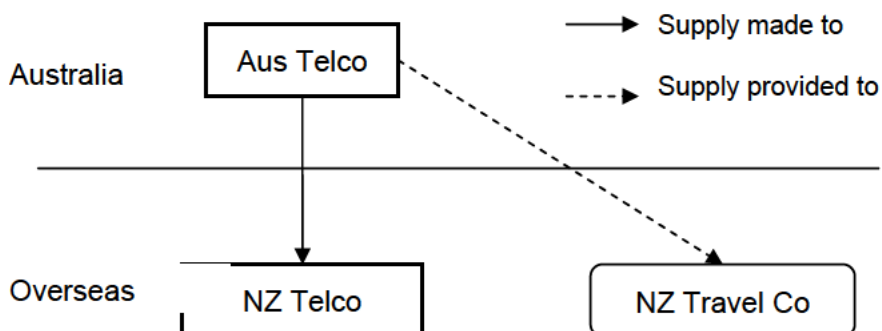 Supply made to
Aus Telco
Australia
Supply provided to
Overseas
NZ Telco
NZ Travel Co